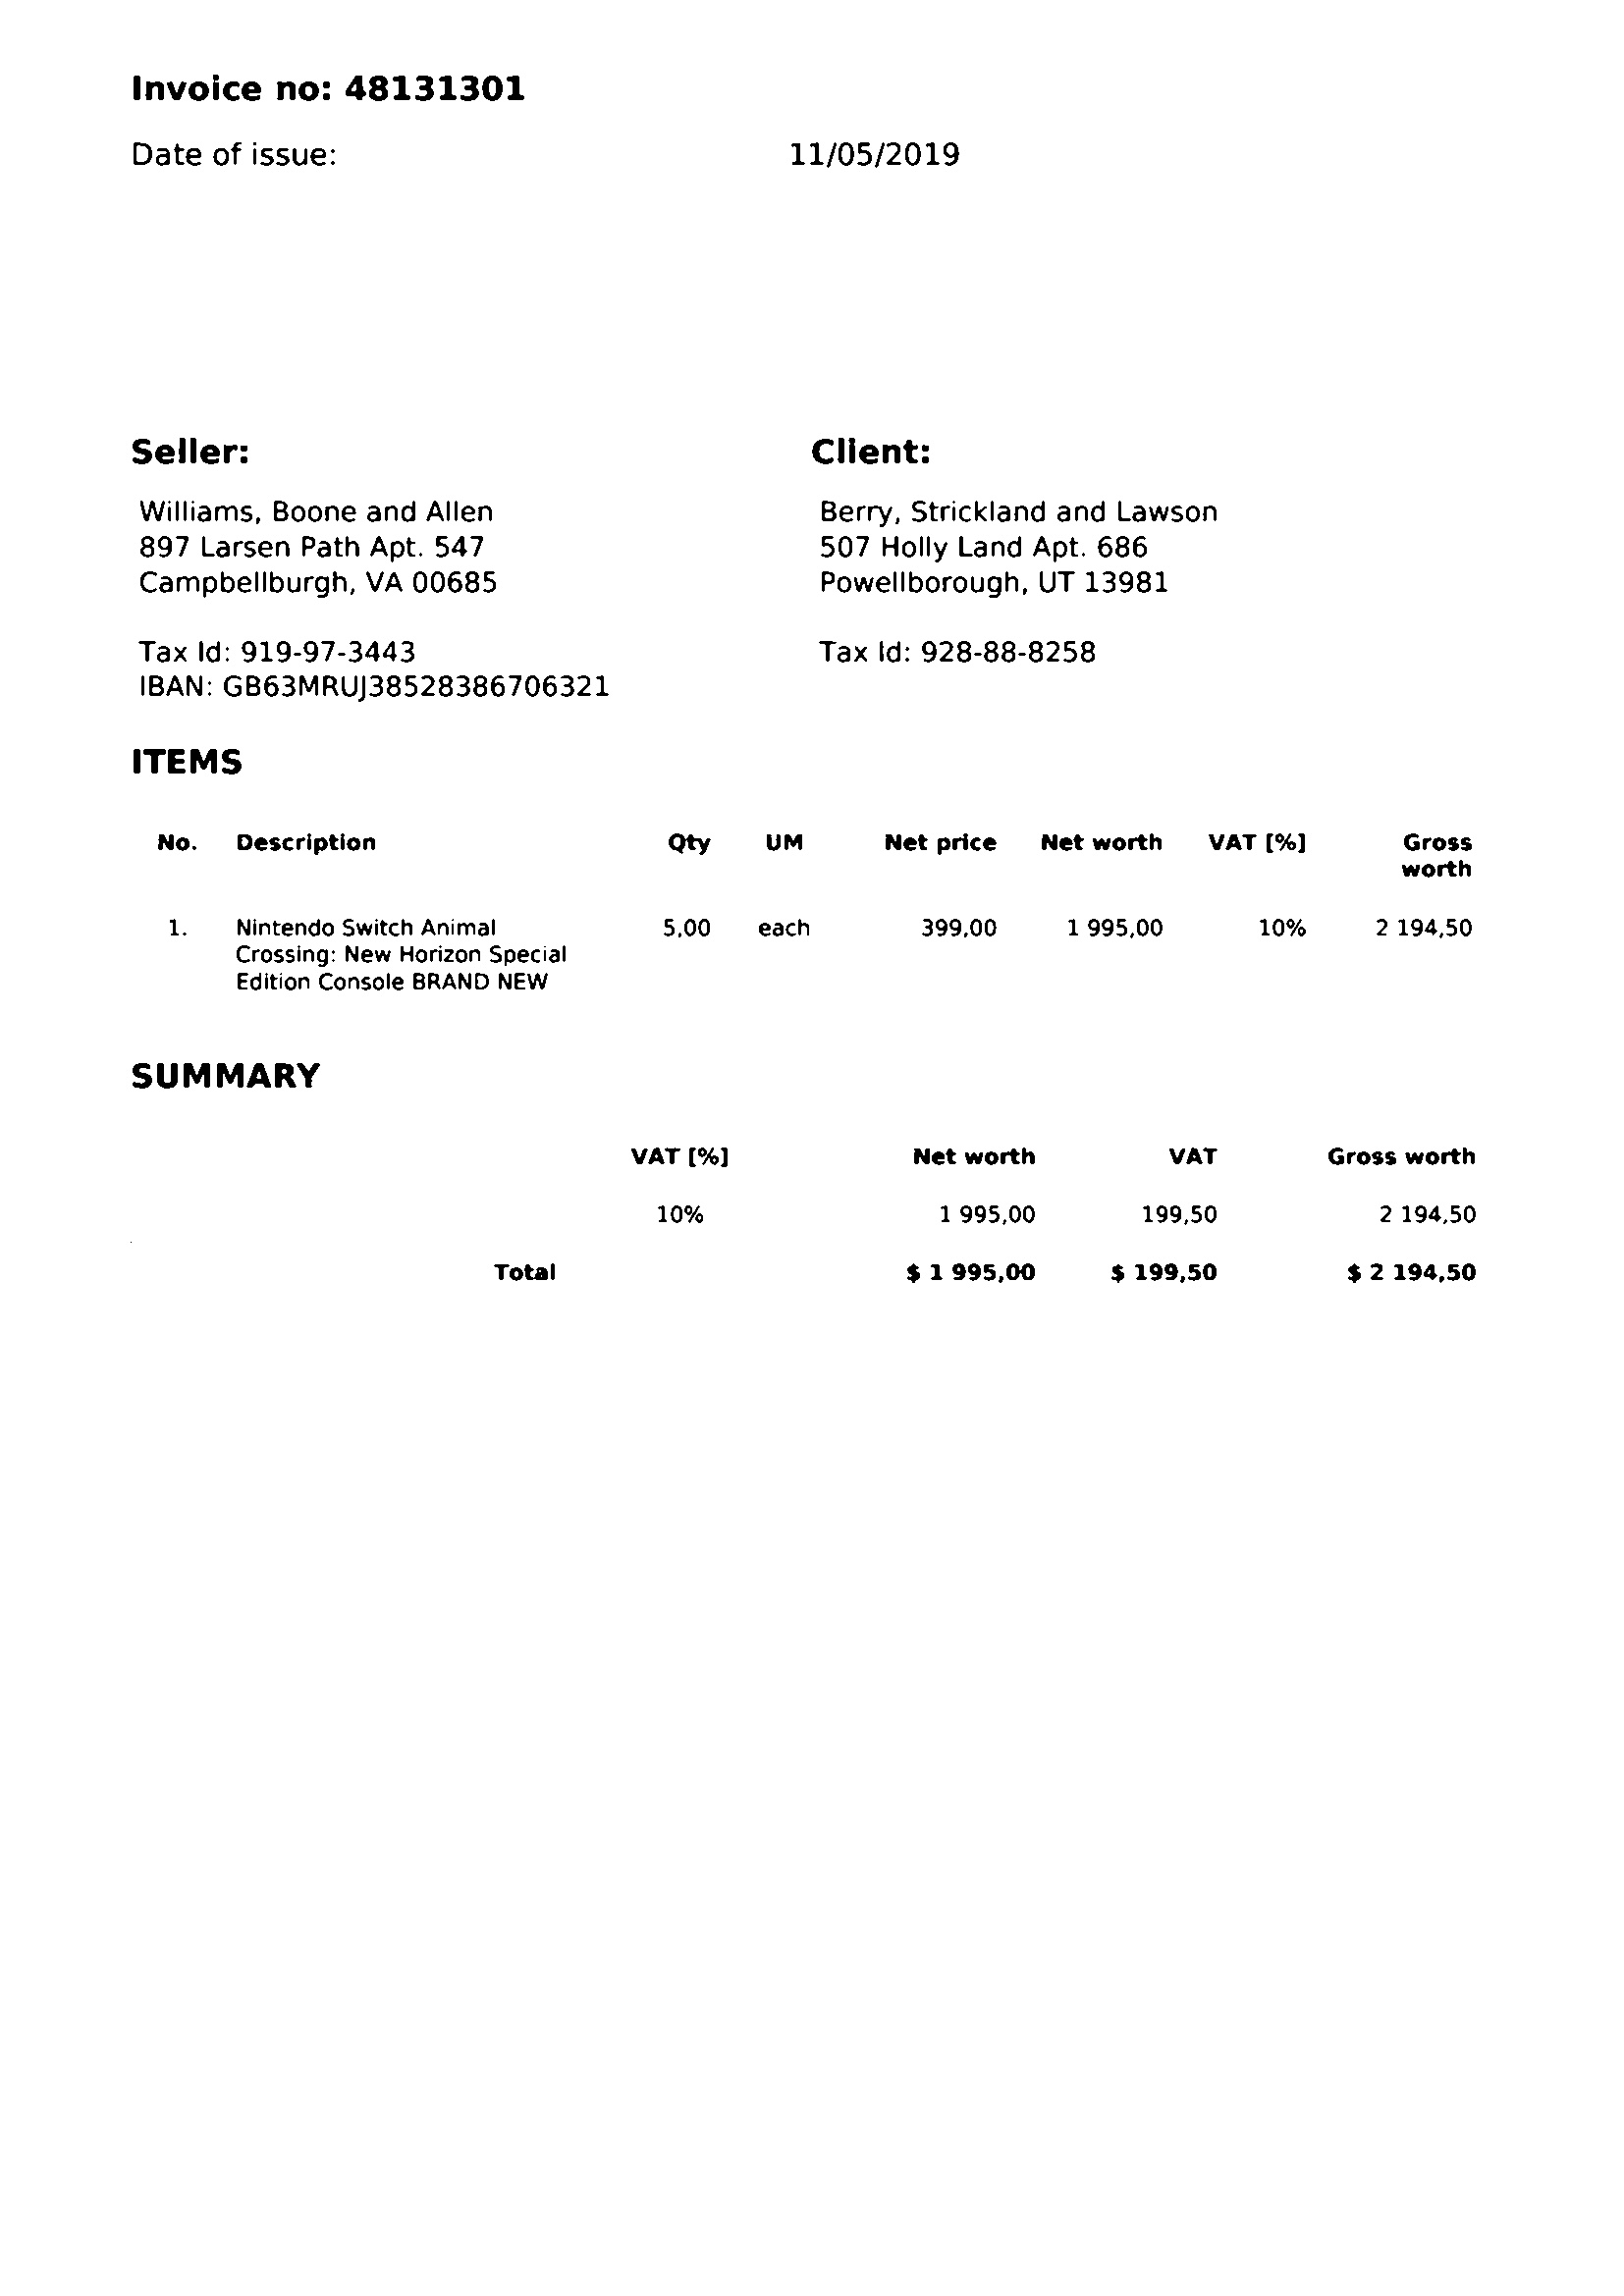 Invoice no: 48131301
Date of issue: 11/05/2019
Seller:
Williams, Boone and Allen
897 Larsen Path Apt. 547
Campbellburgh, VA 00685
Tax Id: 919-97-3443
IBAN: GB63MRUJ38528386706321
Client:
Berry, Strickland and Lawson
507 Holly Land Apt. 686
Powellborough, UT 13981
Tax Id: 928-88-8258
ITEMS
No. Description Qty UM Net price Net worth VAT [%] Gross
worth
1. Nintendo Switch Animal 5,00 each 399,00 1 995,00 10% 2 194,50
Crossing: New Horizon Special
Edition Console BRAND NEW
SUMMARY
VAT [%] Net worth VAT Gross worth
10% 1 995,00 199,50 2 194,50
Total $ 1 995,00 $ 199,50 $ 2 194,50